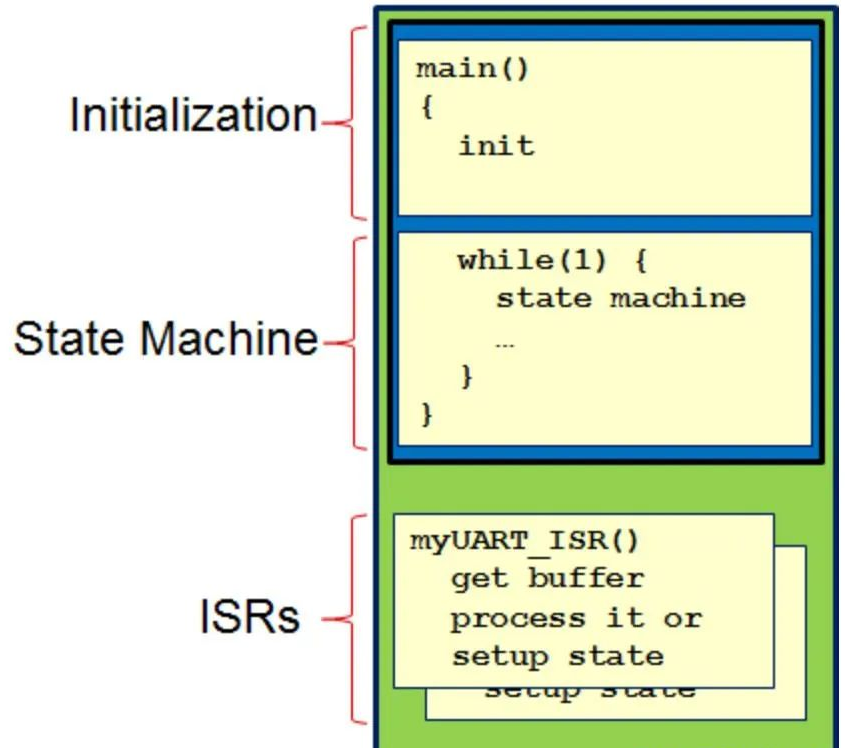 Initialization
main()
{
init
State Machine
while(1) {
state machine
...
}
}
ISRs
myUART_ISR()
get buffer
process it or
setup state
setup state